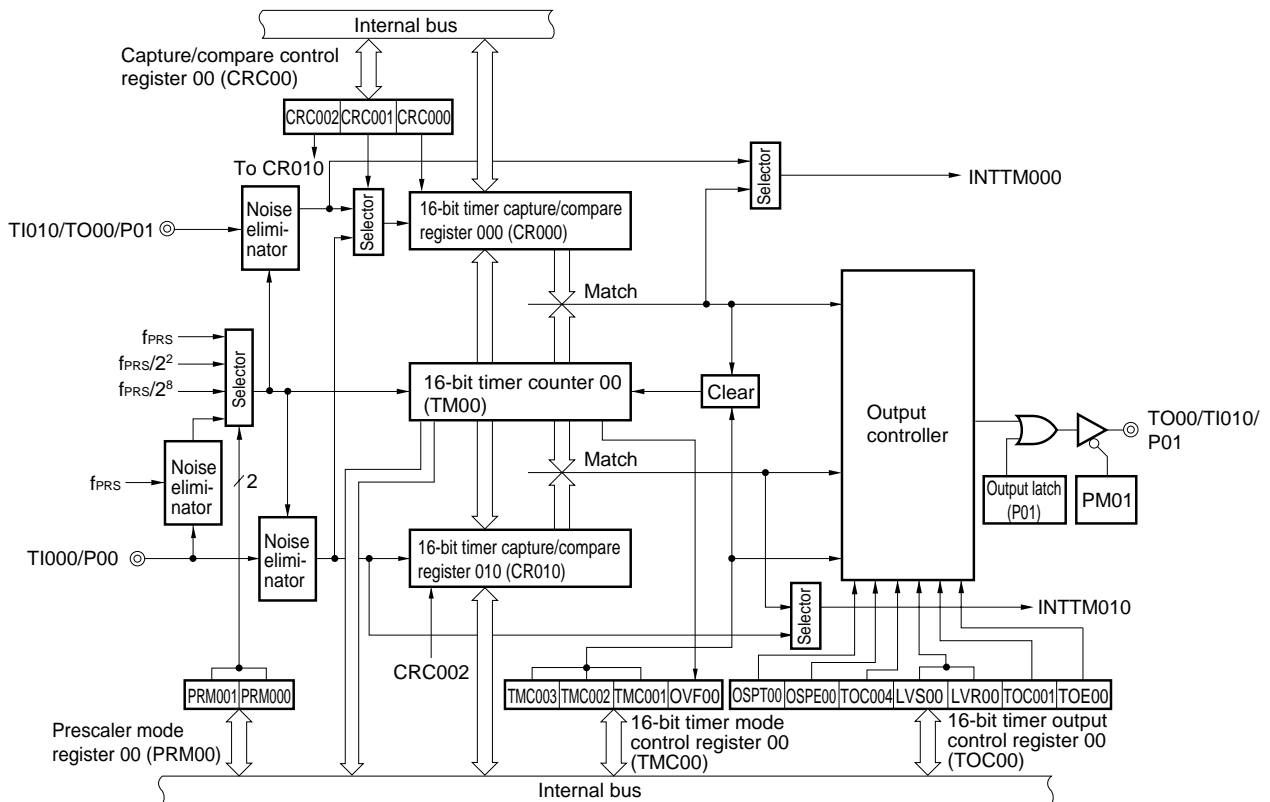 Internal bus
Capture/compare control
register 00 (CRC00)
CRC002 CRC001 CRC000
To CR010
TI010/TO00/P01
Noise
elimi-
nator
Selector
16-bit timer capture/compare
register 000 (CR000)
Selector
INTTM000
Match
fPRS
fPRS/2²
fPRS/2⁸
Selector
16-bit timer counter 00
(TM00)
Clear
Output
controller
TO00/TI010/
P01
Output latch
(P01)
PM01
fPRS
Noise
elimi-
nator
2
Match
TI000/P00
Noise
elimi-
nator
16-bit timer capture/compare
register 010 (CR010)
Selector
INTTM010
CRC002
PRM001 PRM000
Prescaler mode
register 00 (PRM00)
TMC003 TMC002 TMC001 OVF00
16-bit timer mode
control register 00
(TMC00)
OSPT00 OSPE00 TOC004 LVS00 LVR00 TOC001 TOE00
16-bit timer output
control register 00
(TOC00)
Internal bus